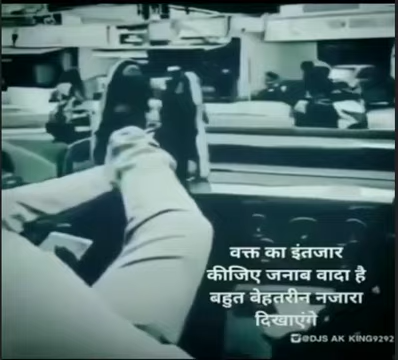 वक्त का इंतजार
कीजिए जनाब वादा है
बहुत बेहतरीन नजारा
दिखाएंगे
@DJS AK KING9292